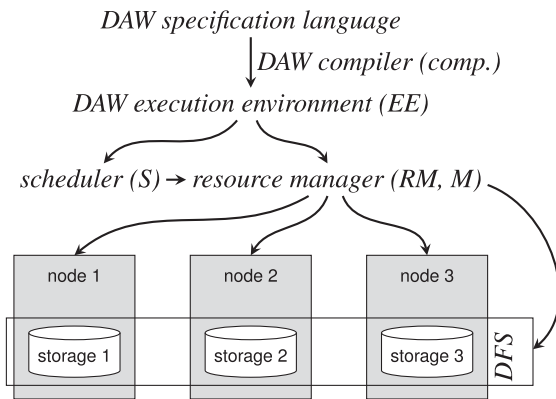 DAW specification language
DAW compiler (comp.)
DAW execution environment (EE)
scheduler (S) → resource manager (RM, M)
node 1 node 2 node 3
storage 1 storage 2 storage 3 DFS